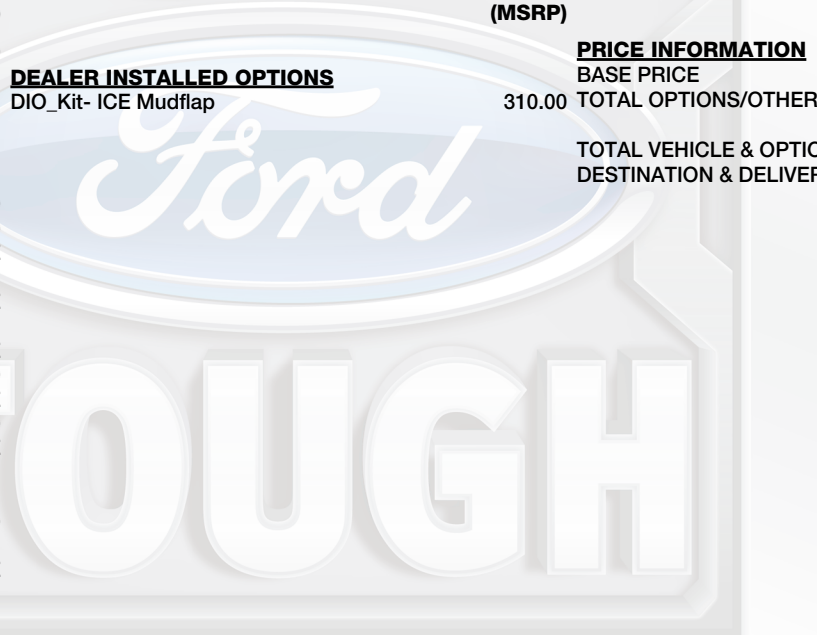 (MSRP)
PRICE INFORMATION
BASE PRICE
DEALER INSTALLED OPTIONS
DIO_Kit- ICE Mudflap 310.00
TOTAL OPTIONS/OTHER
TOTAL VEHICLE & OPTIO
DESTINATION & DELIVER
Ford
TOUGH